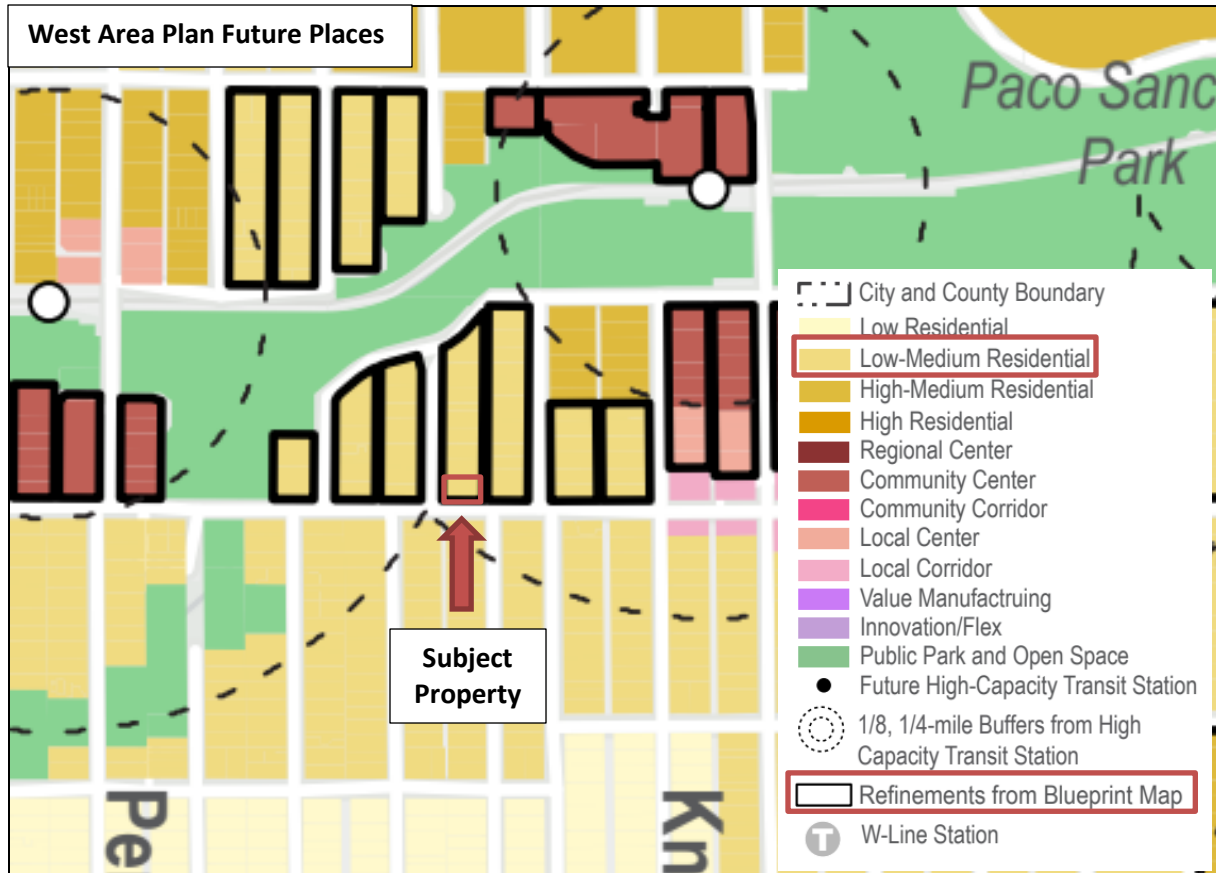 West Area Plan Future Places
Paco Sanc
Park
City and County Boundary
Low Residential
Low-Medium Residential
High-Medium Residential
High Residential
Regional Center
Community Center
Community Corridor
Local Center
Local Corridor
Value Manufactruing
Innovation/Flex
Public Park and Open Space
Future High-Capacity Transit Station
1/8, 1/4-mile Buffers from High
Capacity Transit Station
Refinements from Blueprint Map
T W-Line Station
Subject
Property
Pe
Kn